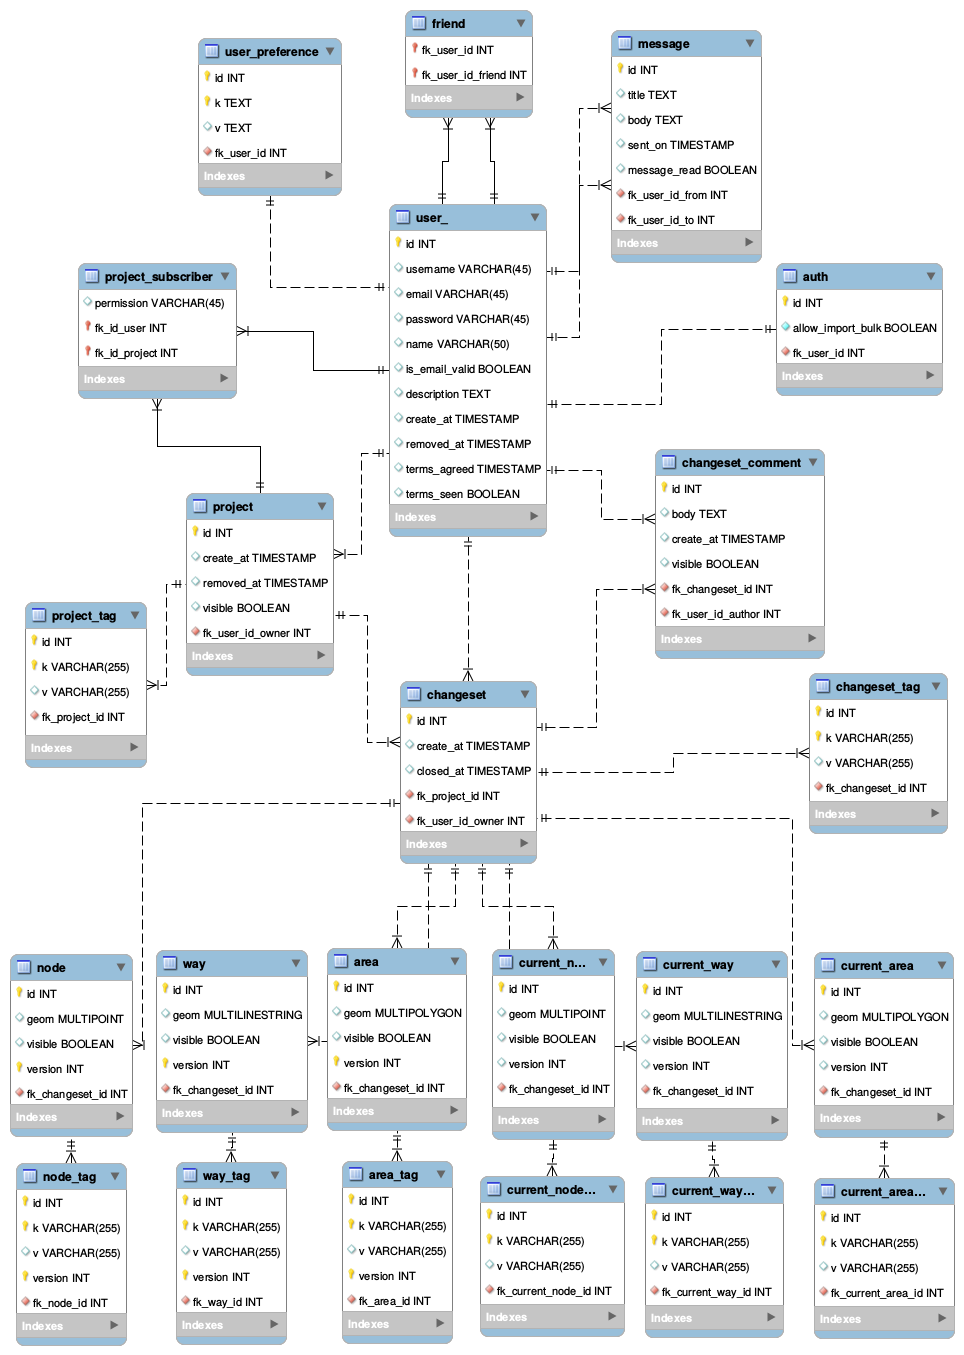 friend
fk_user_id INT
fk_user_id_friend INT
Indexes
user_preference
id INT
k TEXT
v TEXT
fk_user_id INT
Indexes
message
id INT
title TEXT
body TEXT
sent_on TIMESTAMP
message_read BOOLEAN
fk_user_id_from INT
fk_user_id_to INT
Indexes
user_
id INT
username VARCHAR(45)
email VARCHAR(45)
password VARCHAR(45)
name VARCHAR(50)
is_email_valid BOOLEAN
description TEXT
create_at TIMESTAMP
removed_at TIMESTAMP
terms_agreed TIMESTAMP
terms_seen BOOLEAN
Indexes
project_subscriber
permission VARCHAR(45)
fk_id_user INT
fk_id_project INT
Indexes
auth
id INT
allow_import_bulk BOOLEAN
fk_user_id INT
Indexes
changeset_comment
id INT
body TEXT
create_at TIMESTAMP
visible BOOLEAN
fk_changeset_id INT
fk_user_id_author INT
Indexes
project
id INT
create_at TIMESTAMP
removed_at TIMESTAMP
visible BOOLEAN
fk_user_id_owner INT
Indexes
project_tag
id INT
k VARCHAR(255)
v VARCHAR(255)
fk_project_id INT
Indexes
changeset
id INT
create_at TIMESTAMP
closed_at TIMESTAMP
fk_project_id INT
fk_user_id_owner INT
Indexes
changeset_tag
id INT
k VARCHAR(255)
v VARCHAR(255)
fk_changeset_id INT
Indexes
node
id INT
geom MULTIPOINT
visible BOOLEAN
version INT
fk_changeset_id INT
Indexes
way
id INT
geom MULTILINESTRING
visible BOOLEAN
version INT
fk_changeset_id INT
Indexes
area
id INT
geom MULTIPOLYGON
visible BOOLEAN
version INT
fk_changeset_id INT
Indexes
current_n...
id INT
geom MULTIPOINT
visible BOOLEAN
version INT
fk_changeset_id INT
Indexes
current_way
id INT
geom MULTILINESTRING
visible BOOLEAN
version INT
fk_changeset_id INT
Indexes
current_area
id INT
geom MULTIPOLYGON
visible BOOLEAN
version INT
fk_changeset_id INT
Indexes
node_tag
id INT
k VARCHAR(255)
v VARCHAR(255)
version INT
fk_node_id INT
Indexes
way_tag
id INT
k VARCHAR(255)
v VARCHAR(255)
version INT
fk_way_id INT
Indexes
area_tag
id INT
k VARCHAR(255)
v VARCHAR(255)
version INT
fk_area_id INT
Indexes
current_node...
id INT
k VARCHAR(255)
v VARCHAR(255)
fk_current_node_id INT
Indexes
current_way...
id INT
k VARCHAR(255)
v VARCHAR(255)
fk_current_way_id INT
Indexes
current_area...
id INT
k VARCHAR(255)
v VARCHAR(255)
fk_current_area_id INT
Indexes